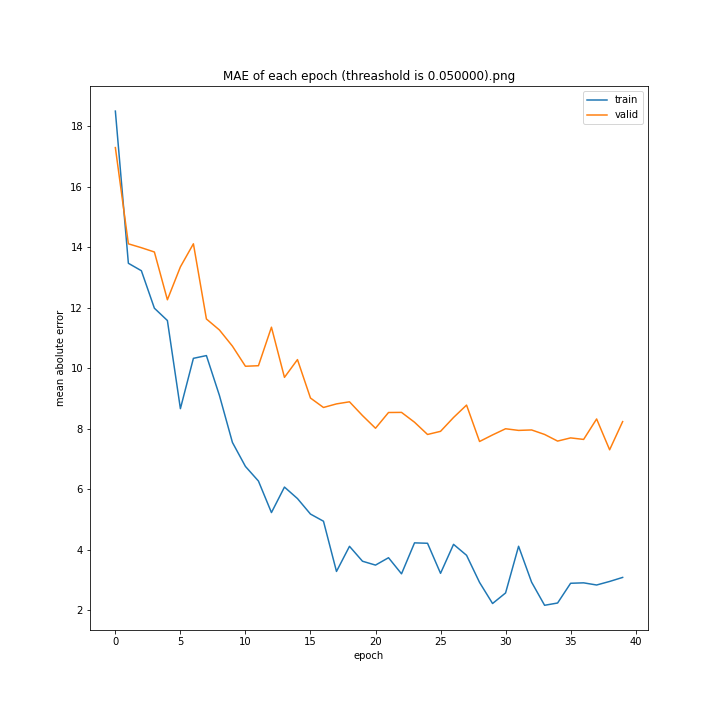 MAE of each epoch (threashold is 0.050000).png
train
valid
18
16
14
12
10
8
6
4
2
mean abolute error
0 5 10 15 20 25 30 35 40
epoch